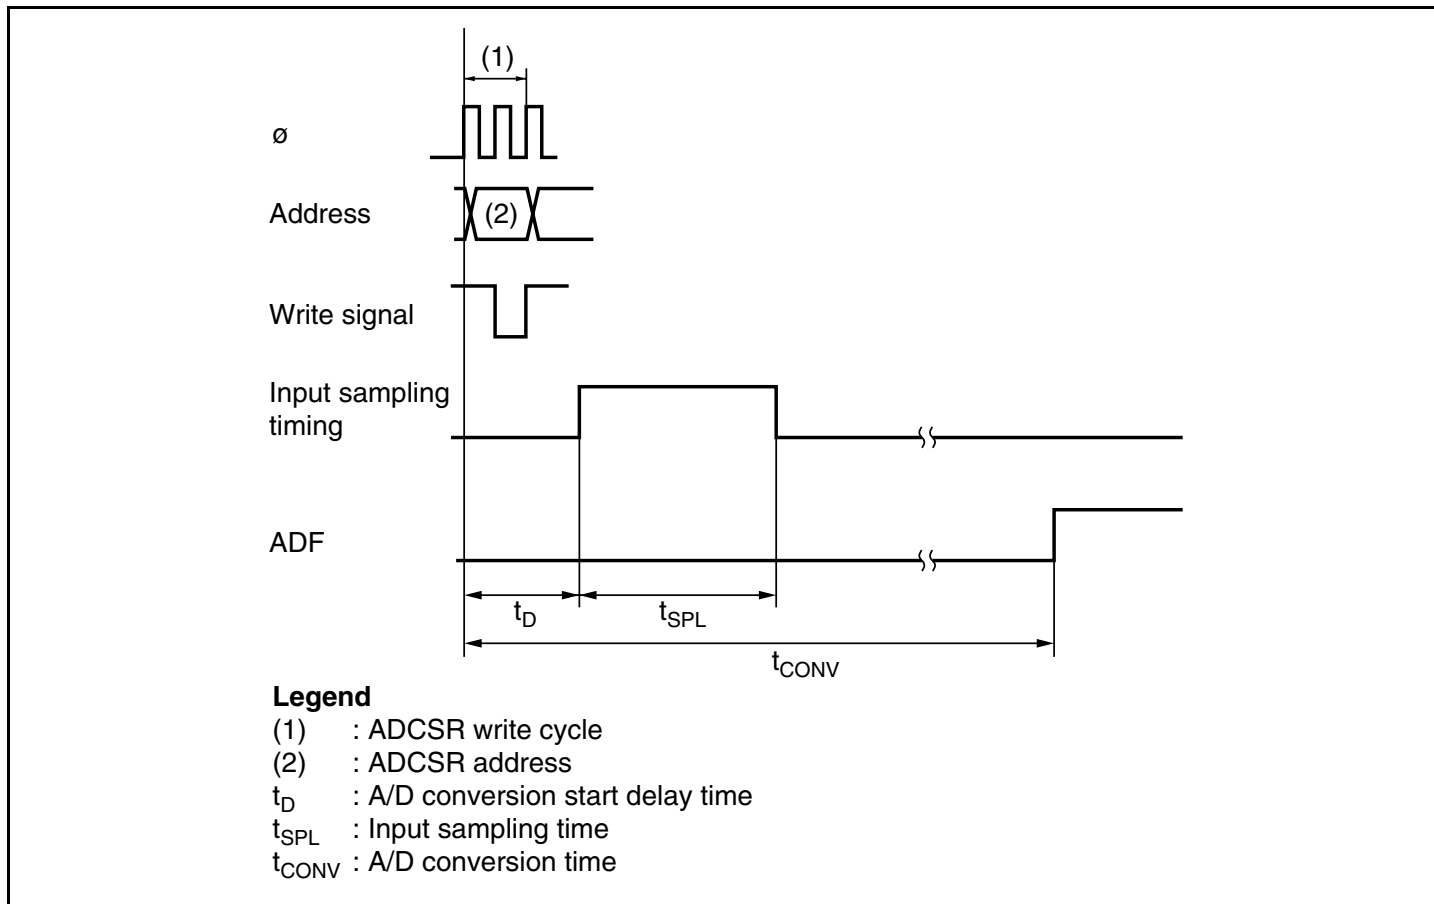 (1)
ø
Address
(2)
Write signal
Input sampling
timing
ADF
tD
tSPL
tCONV
Legend
(1) : ADCSR write cycle
(2) : ADCSR address
tD : A/D conversion start delay time
tSPL : Input sampling time
tCONV : A/D conversion time